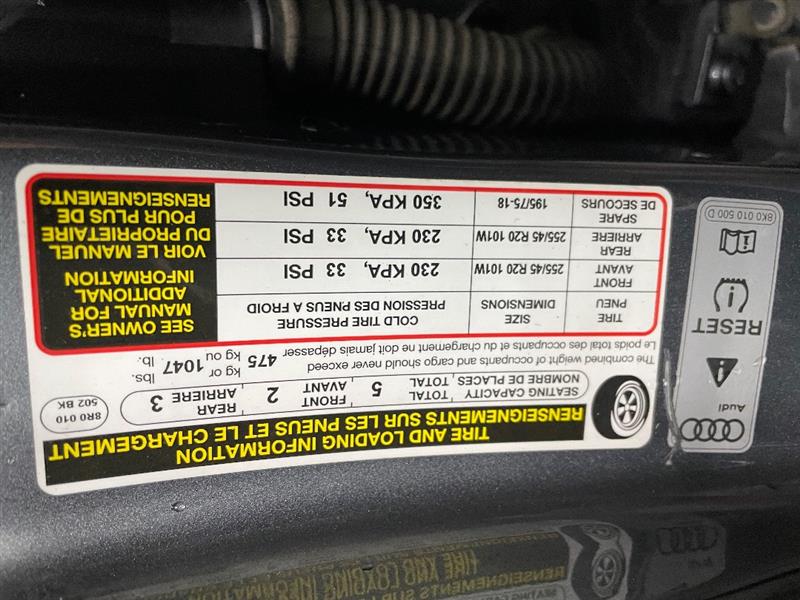 TIRE AND LOADING INFORMATION
RENSEIGNEMENTS SUR LES PNEUS ET LE CHARGEMENT
SEATING CAPACITY TOTAL 5 FRONT 2 REAR 3
NOMBRE DE PLACES TOTAL AVANT ARRIÈRE
8R0 010
502 BK
The combined weight of occupants and cargo should never exceed 475 kg or 1047 lbs.
Le poids total des occupants et du chargement ne doit jamais dépasser kg ou lb.
TIRE SIZE COLD TIRE PRESSURE
PNEU DIMENSIONS PRESSION DES PNEUS A FROID
FRONT 255/45 R20 101W 230 KPA, 33 PSI
AVANT
REAR 255/45 R20 101W 230 KPA, 33 PSI
ARRIERE
SPARE 195/75-18 350 KPA, 51 PSI
DE SECOURS
SEE OWNER'S
MANUAL FOR
ADDITIONAL
INFORMATION
VOIR LE MANUEL
DU PROPRIETAIRE
POUR PLUS DE
RENSEIGNEMENTS
Audi
RESET
8K0 010 500 D